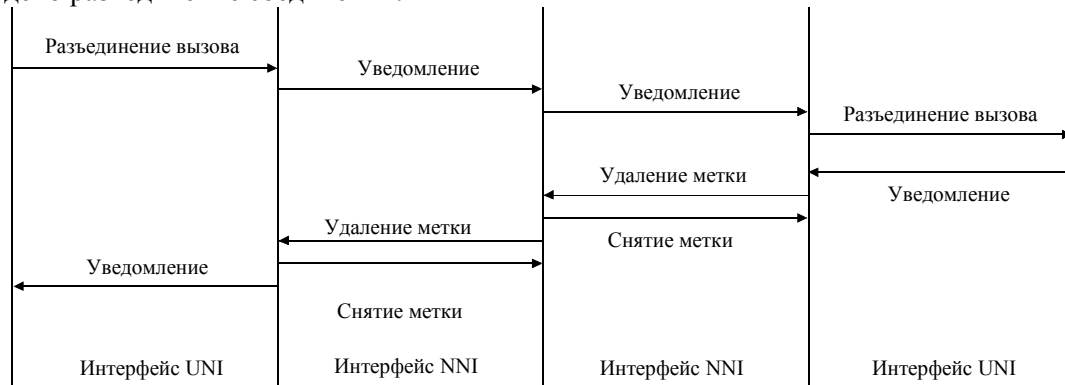 Разъединение вызова
Уведомление
Уведомление
Разъединение вызова
Удаление метки
Уведомление
Удаление метки
Снятие метки
Уведомление
Снятие метки
Интерфейс UNI
Интерфейс NNI
Интерфейс NNI
Интерфейс UNI